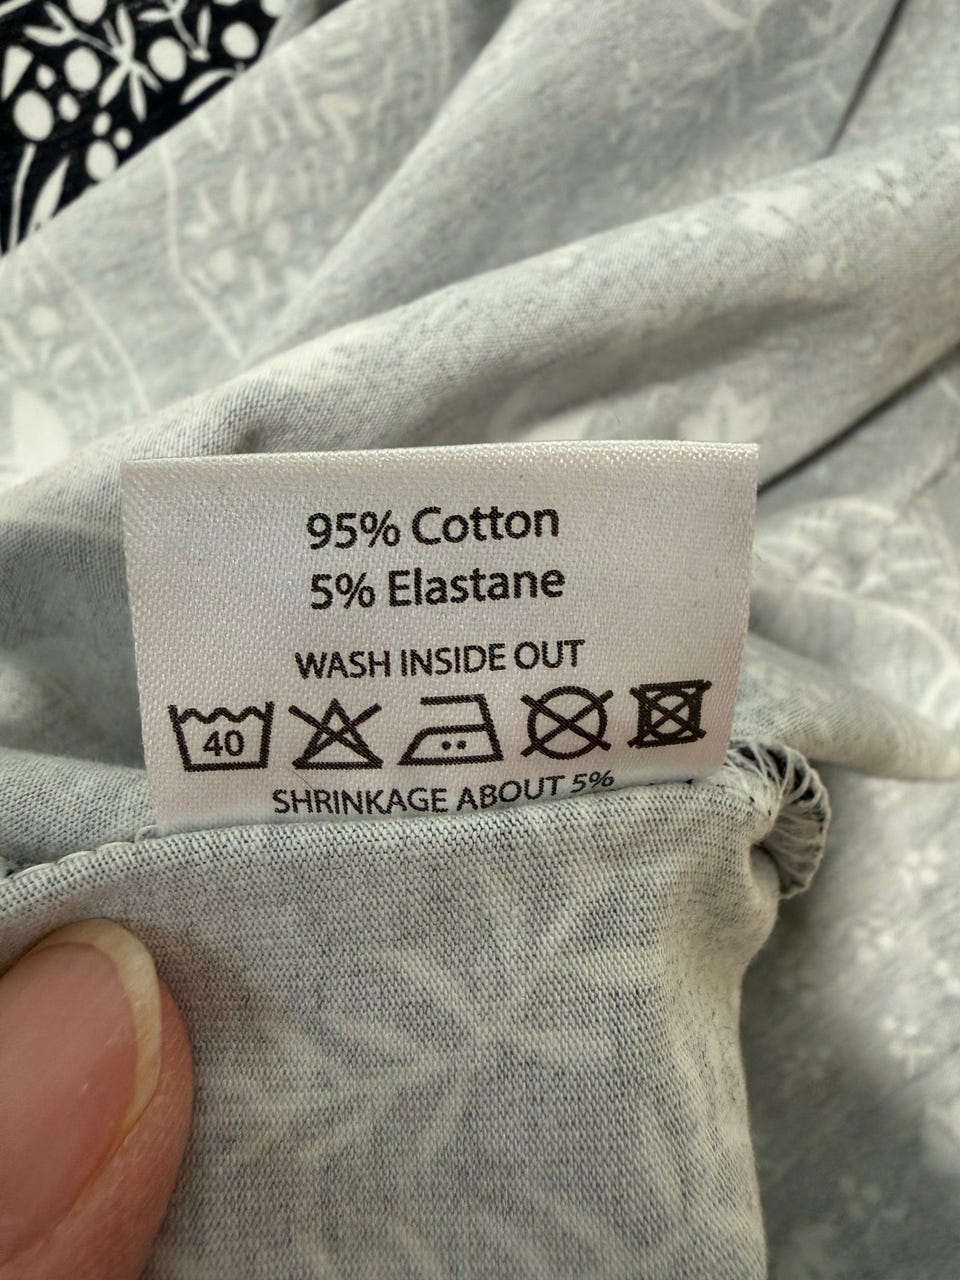 95% Cotton
5% Elastane
WASH INSIDE OUT
40
SHRINKAGE ABOUT 5%